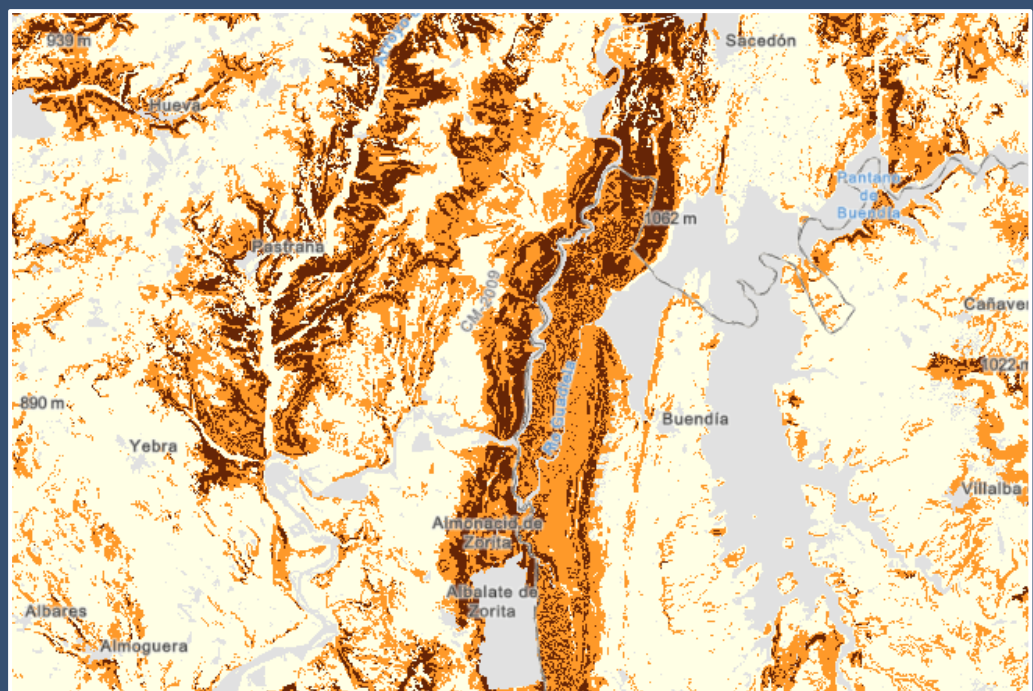 939 m
Sacedón
Hueva
Pantano
de
Buendía
1062 m
Pastrana
CM-2009
Cañaver
1022 m
890 m
Río Guadiela
Buendía
Yebra
Villalba
Almonacid de
Zorita
Albalate de
Zorita
Albares
Almoguera